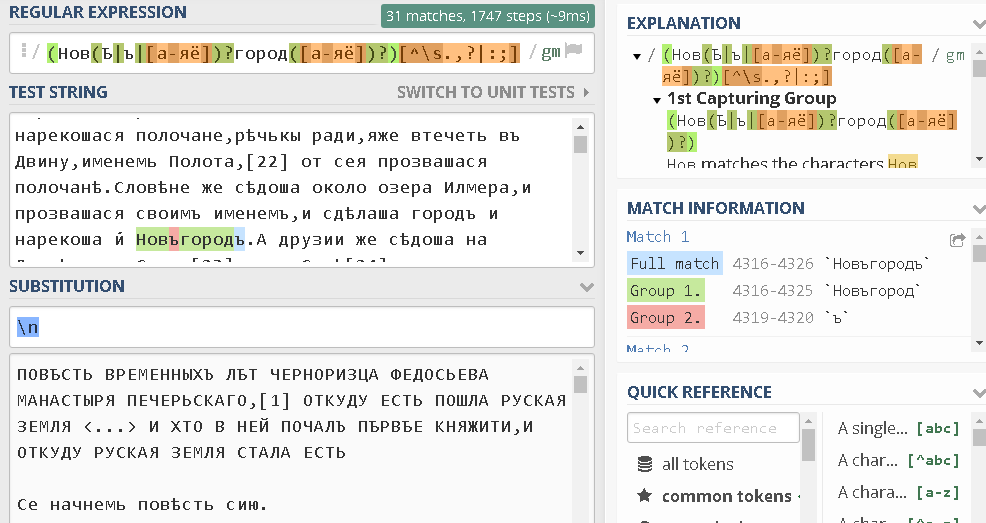 REGULAR EXPRESSION
31 matches, 1747 steps (~9ms)
/ (Нов(Ѣ|ъ|[а-яё])?город([а-яё])?)[^\s.,?|:;] / gm
TEST STRING
SWITCH TO UNIT TESTS
нарекошася полочане,рѣчькы ради,яже втечеть въ
Двину,именемь Полота,[22] от сея прозвашася
полочанѣ.Словѣне же сѣдоша около озера Илмера,и
прозвашася своимъ именемъ,и сдѣлаша городъ и
нарекоша й Новъгородъ.А друзии же сѣдоша на
SUBSTITUTION
\n
ПОВѢСТЬ ВРЕМЕННЫХЪ ЛѢТ ЧЕРНОРИЗЦА ФЕДОСЬЕВА
МАНАСТЫРЯ ПЕЧЕРЬСКАГО,[1] ОТКУДУ ЕСТЬ ПОШЛА РУСКАЯ
ЗЕМЛЯ <...> И ХТО В НЕЙ ПОЧАЛЪ ПѢРВѢЕ КНЯЖИТИ,И
ОТКУДУ РУСКАЯ ЗЕМЛЯ СТАЛА ЕСТЬ
Се начнемь повѣсть сию.
EXPLANATION
/ (Нов(Ѣ|ъ|[а-яё])?город([а- / gm
яё])?)[^\s.,?|:;]
1st Capturing Group
(Нов(Ѣ|ъ|[а-яё])?город([а-яё]
)?)
Нов matches the characters Нов
MATCH INFORMATION
Match 1
Full match 4316-4326 `Новъгородъ`
Group 1. 4316-4325 `Новъгород`
Group 2. 4319-4320 `ъ`
Match 2
QUICK REFERENCE
Search reference
all tokens
common tokens
A single... [abc]
A char... [^abc]
A chara... [a-z]